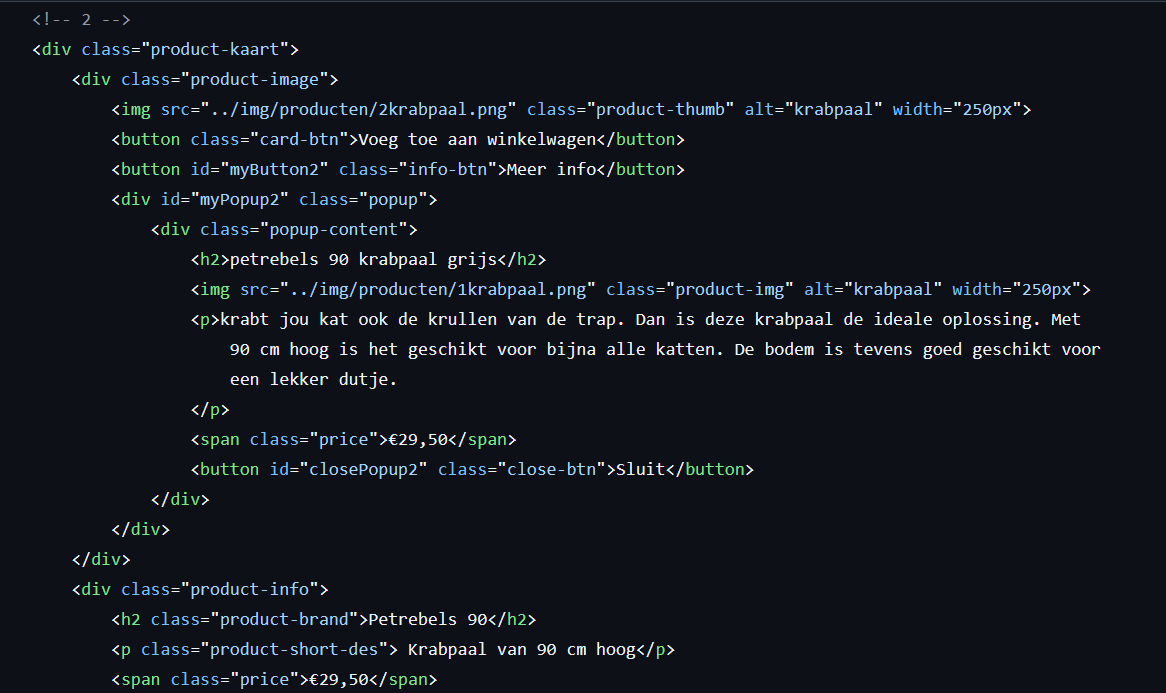 <!-- 2 -->
<div class="product-kaart">
<div class="product-image">
<img src="../img/producten/2krabpaal.png" class="product-thumb" alt="krabpaal" width="250px">
<button class="card-btn">Voeg toe aan winkelwagen</button>
<button id="myButton2" class="info-btn">Meer info</button>
<div id="myPopup2" class="popup">
<div class="popup-content">
<h2>petrebels 90 krabpaal grijs</h2>
<img src="../img/producten/1krabpaal.png" class="product-img" alt="krabpaal" width="250px">
<p>krabt jou kat ook de krullen van de trap. Dan is deze krabpaal de ideale oplossing. Met
90 cm hoog is het geschikt voor bijna alle katten. De bodem is tevens goed geschikt voor
een lekker dutje.
</p>
<span class="price">€29,50</span>
<button id="closePopup2" class="close-btn">Sluit</button>
</div>
</div>
</div>
<div class="product-info">
<h2 class="product-brand">Petrebels 90</h2>
<p class="product-short-des"> Krabpaal van 90 cm hoog</p>
<span class="price">€29,50</span>